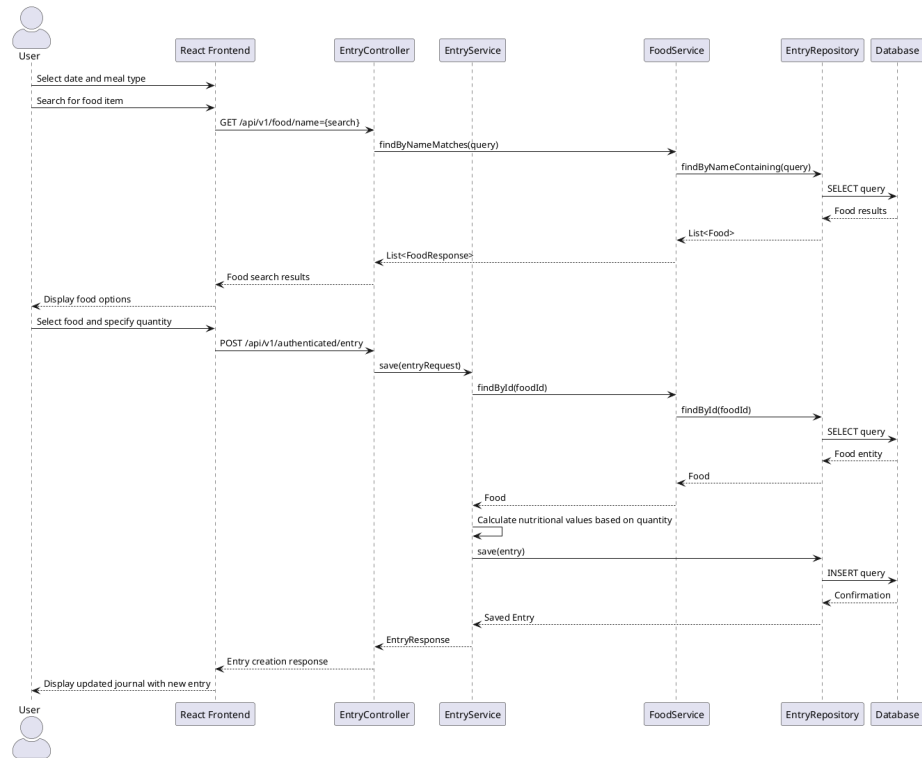 User
React Frontend
EntryController
EntryService
FoodService
EntryRepository
Database
Select date and meal type
Search for food item
GET /api/v1/food/name={search}
findByNameMatches(query)
findByNameContaining(query)
SELECT query
Food results
List<Food>
List<FoodResponse>
Food search results
Display food options
Select food and specify quantity
POST /api/v1/authenticated/entry
save(entryRequest)
findById(foodId)
findById(foodId)
SELECT query
Food entity
Food
Food
Calculate nutritional values based on quantity
save(entry)
INSERT query
Confirmation
Saved Entry
EntryResponse
Entry creation response
Display updated journal with new entry
User
React Frontend
EntryController
EntryService
FoodService
EntryRepository
Database